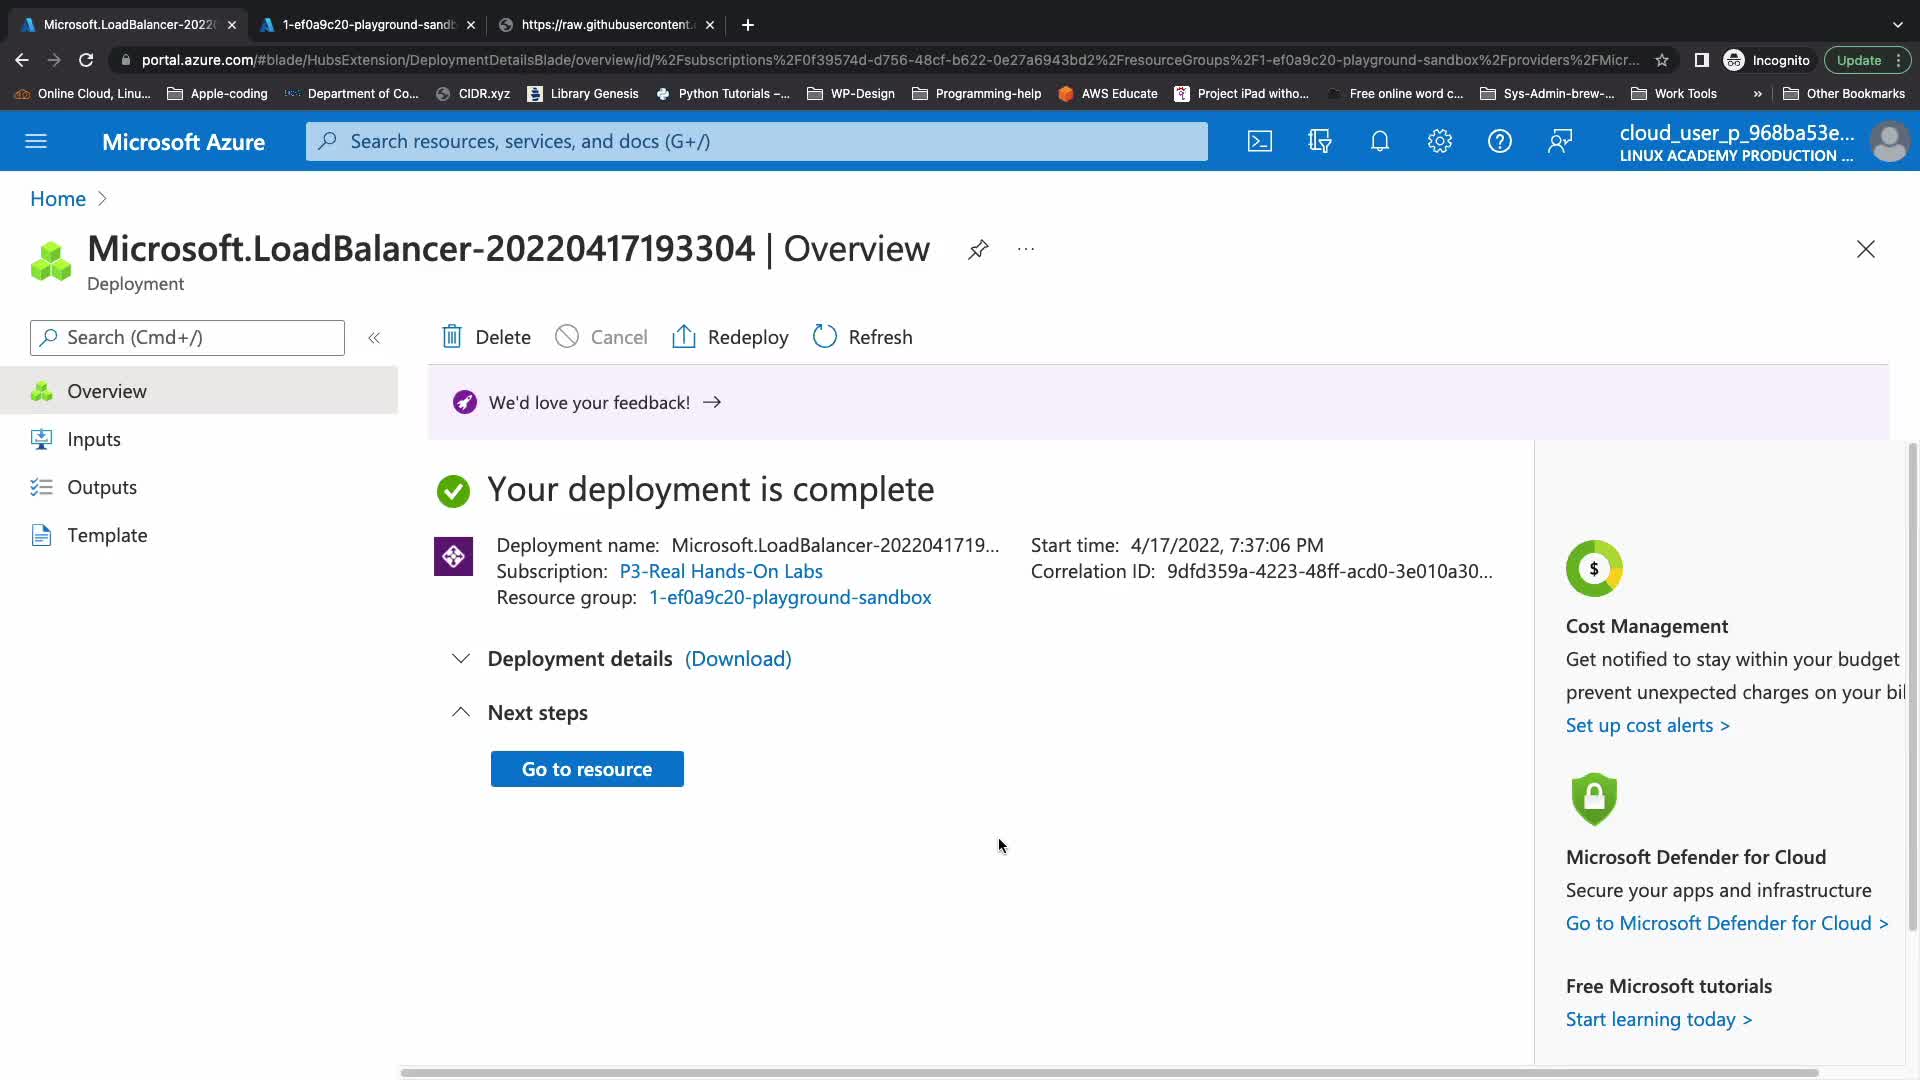 Microsoft.LoadBalancer-2022
1-ef0a9c20-playground-sandb
https://raw.githubusercontent.
portal.azure.com/#blade/HubsExtension/DeploymentDetailsBlade/overview/id/%2Fsubscriptions%2F0f39574d-d756-48cf-b622-0e27a6943bd2%2FresourceGroups%2F1-ef0a9c20-playground-sandbox%2Fproviders%2FMicr...
Incognito
Update
Online Cloud, Linu...
Apple-coding
Department of Co...
CIDR.xyz
Library Genesis
Python Tutorials –...
WP-Design
Programming-help
AWS Educate
Project iPad witho...
Free online word c...
Sys-Admin-brew-...
Work Tools
»
Other Bookmarks
Microsoft Azure
Search resources, services, and docs (G+/)
cloud_user_p_968ba53e...
LINUX ACADEMY PRODUCTION ...
Home >
Microsoft.LoadBalancer-20220417193304 | Overview
...
Deployment
Search (Cmd+/)
«
Delete
Cancel
Redeploy
Refresh
Overview
Inputs
Outputs
Template
We'd love your feedback! →
Your deployment is complete
Deployment name: Microsoft.LoadBalancer-2022041719...
Subscription: P3-Real Hands-On Labs
Resource group: 1-ef0a9c20-playground-sandbox
Start time: 4/17/2022, 7:37:06 PM
Correlation ID: 9dfd359a-4223-48ff-acd0-3e010a30...
Deployment details (Download)
Next steps
Go to resource
$
Cost Management
Get notified to stay within your budget
prevent unexpected charges on your bil
Set up cost alerts >
Microsoft Defender for Cloud
Secure your apps and infrastructure
Go to Microsoft Defender for Cloud >
Free Microsoft tutorials
Start learning today >